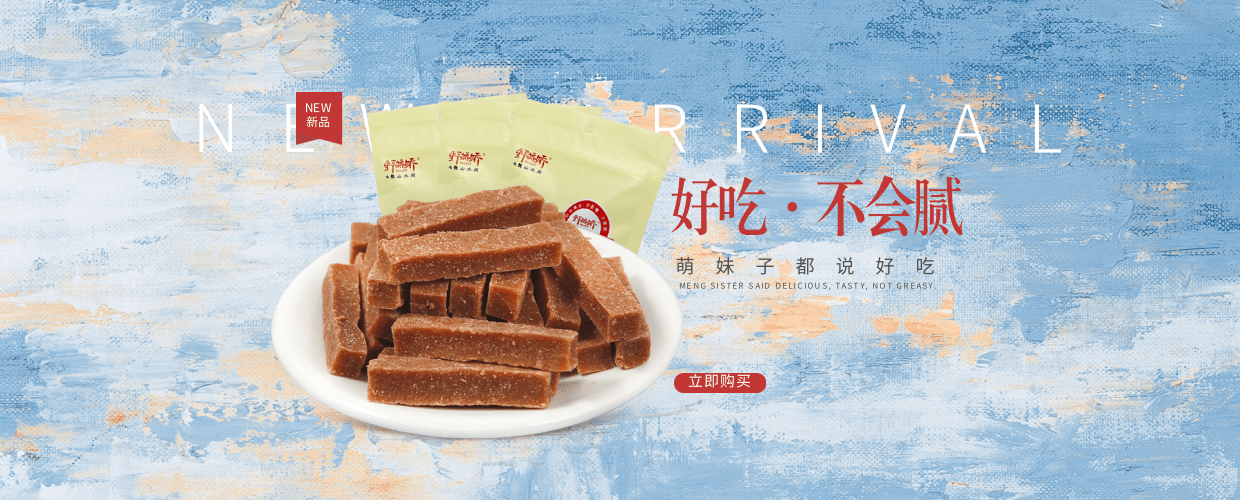 NEW ARRIVAL
NEW
新品
好吃·不会腻
萌妹子都说好吃
MENG SISTER SAID DELICIOUS, TASTY, NOT GREASY.
立即购买